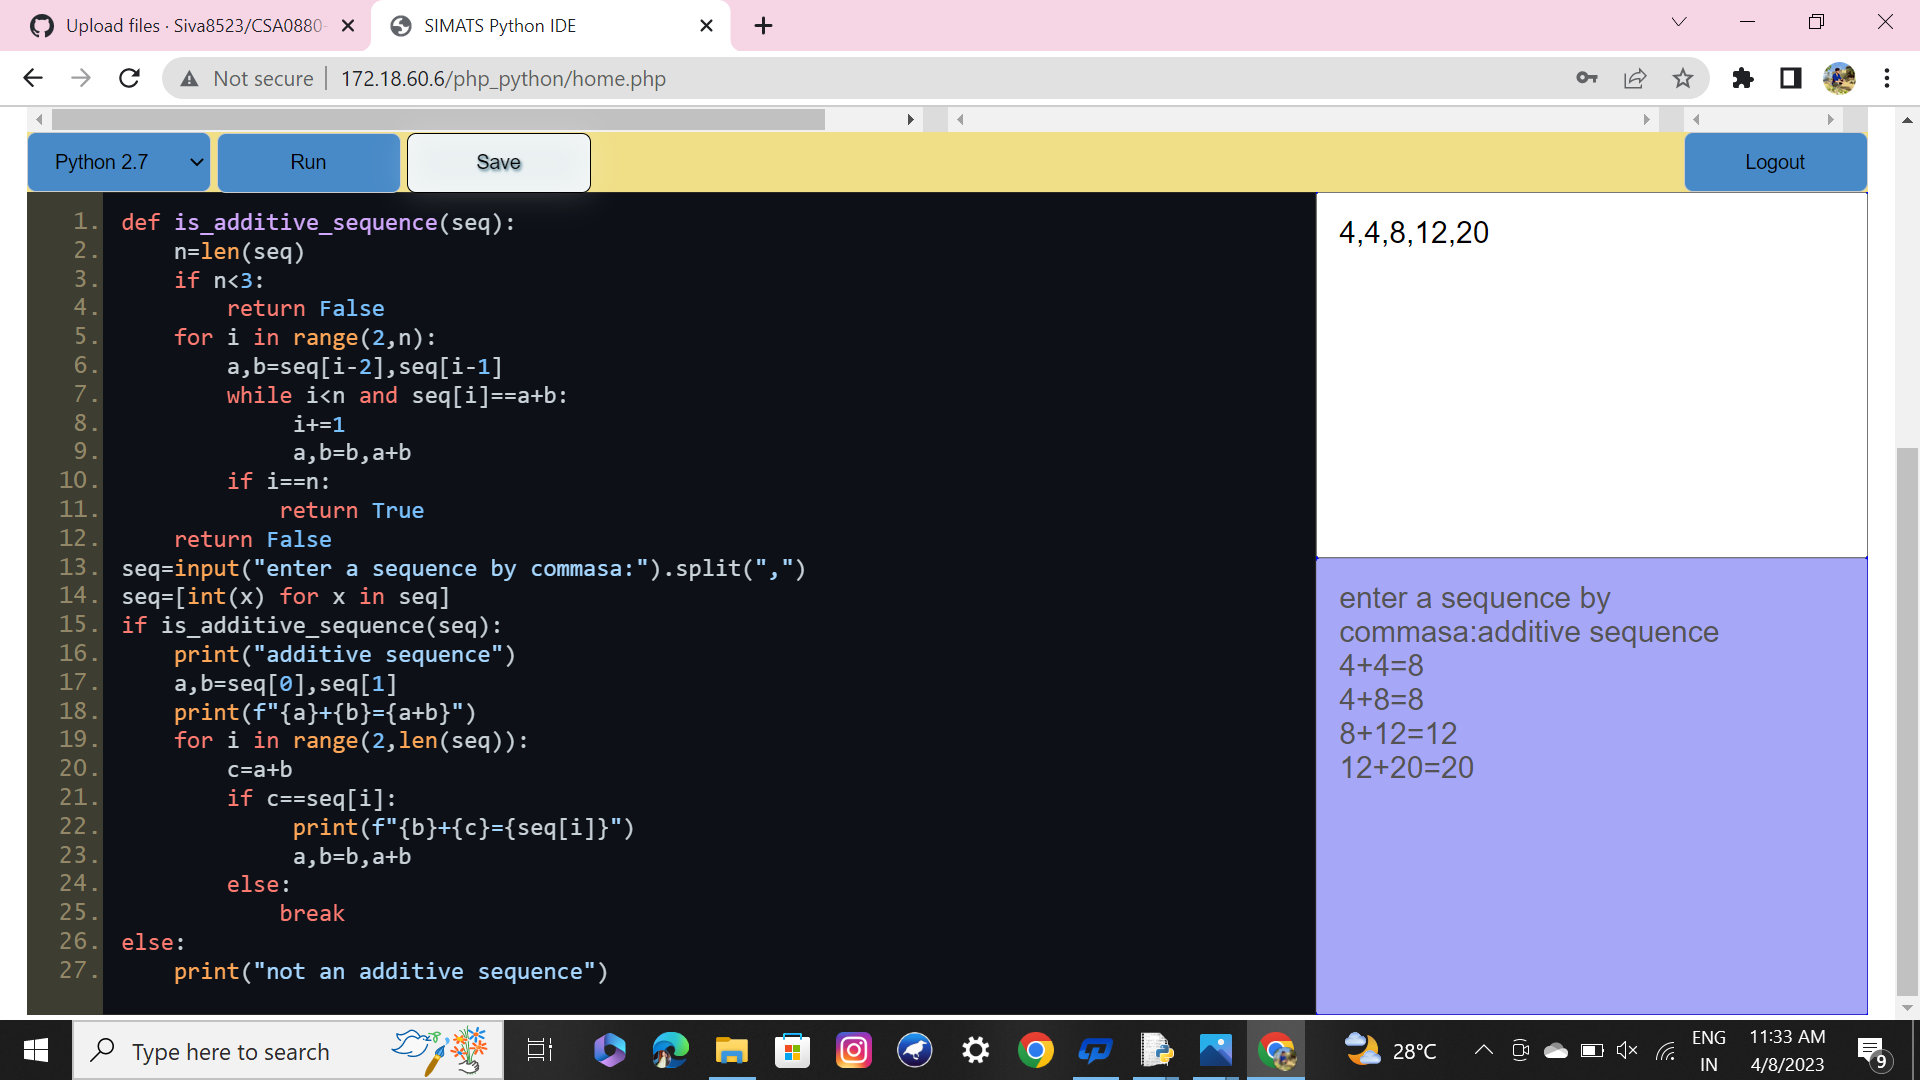 Upload files · Siva8523/CSA0880-
SIMATS Python IDE
Not secure
172.18.60.6/php_python/home.php
Python 2.7
Run
Save
Logout
1. def is_additive_sequence(seq):
2.     n=len(seq)
3.     if n<3:
4.         return False
5.     for i in range(2,n):
6.         a,b=seq[i-2],seq[i-1]
7.         while i<n and seq[i]==a+b:
8.              i+=1
9.              a,b=b,a+b
10.         if i==n:
11.             return True
12.     return False
13. seq=input("enter a sequence by commasa:").split(",")
14. seq=[int(x) for x in seq]
15. if is_additive_sequence(seq):
16.     print("additive sequence")
17.     a,b=seq[0],seq[1]
18.     print(f"{a}+{b}={a+b}")
19.     for i in range(2,len(seq)):
20.         c=a+b
21.         if c==seq[i]:
22.              print(f"{b}+{c}={seq[i]}")
23.              a,b=b,a+b
24.         else:
25.             break
26. else:
27.     print("not an additive sequence")
4,4,8,12,20
enter a sequence by
commasa:additive sequence
4+4=8
4+8=8
8+12=12
12+20=20
Type here to search
28°C
ENG
IN
11:33 AM
4/8/2023
9